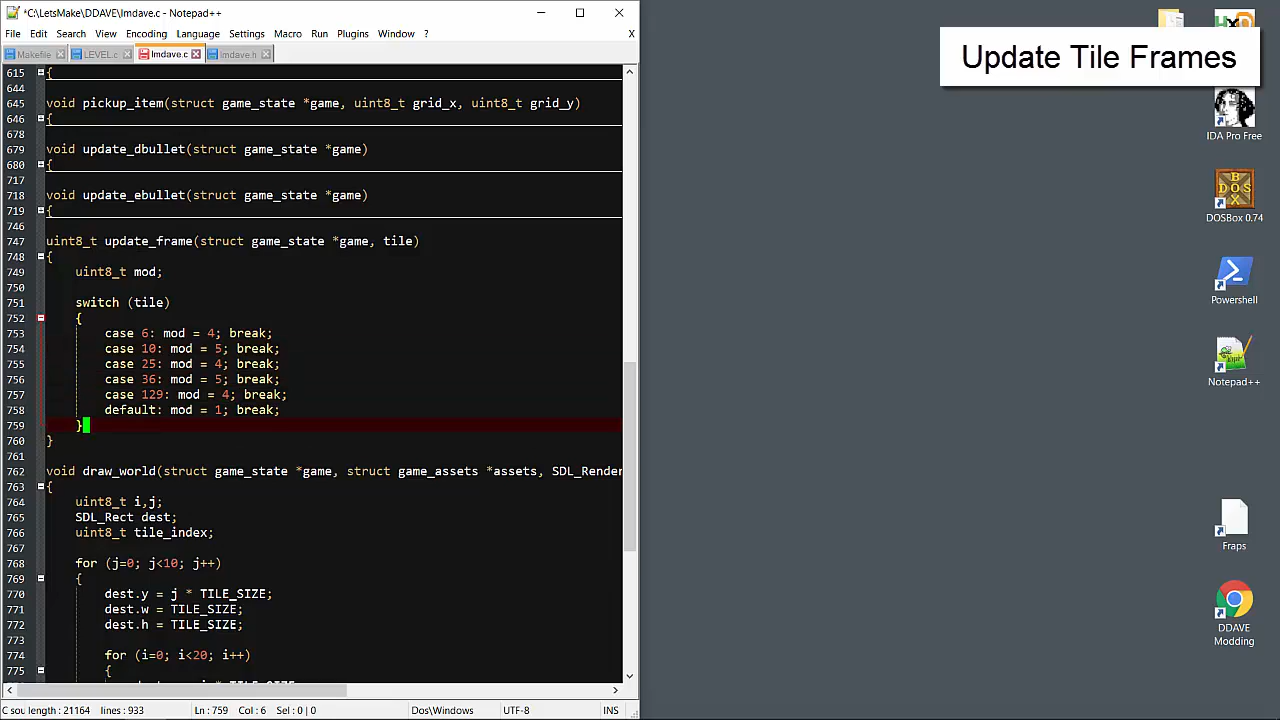 *C:\LetsMake\DDAVE\lmdave.c - Notepad++
File Edit Search View Encoding Language Settings Macro Run Plugins Window ? X
Makefile LEVEL.c lmdave.c lmdave.h
615 {
644
645 void pickup_item(struct game_state *game, uint8_t grid_x, uint8_t grid_y)
646 {
678
679 void update_dbullet(struct game_state *game)
680 {
717
718 void update_ebullet(struct game_state *game)
719 {
746
747 uint8_t update_frame(struct game_state *game, tile)
748 {
749 uint8_t mod;
750
751 switch (tile)
752 {
753 case 6: mod = 4; break;
754 case 10: mod = 5; break;
755 case 25: mod = 4; break;
756 case 36: mod = 5; break;
757 case 129: mod = 4; break;
758 default: mod = 1; break;
759 }
760 }
761
762 void draw_world(struct game_state *game, struct game_assets *assets, SDL_Render
763 {
764 uint8_t i,j;
765 SDL_Rect dest;
766 uint8_t tile_index;
767
768 for (j=0; j<10; j++)
769 {
770 dest.y = j * TILE_SIZE;
771 dest.w = TILE_SIZE;
772 dest.h = TILE_SIZE;
773
774 for (i=0; i<20; i++)
775 {
C sou length : 21164 lines : 933 Ln : 759 Col : 6 Sel : 0 | 0 Dos\Windows UTF-8 INS
Update Tile Frames
IDA Pro Free
DOSBox 0.74
Powershell
Notepad++
Fraps
DDAVE
Modding